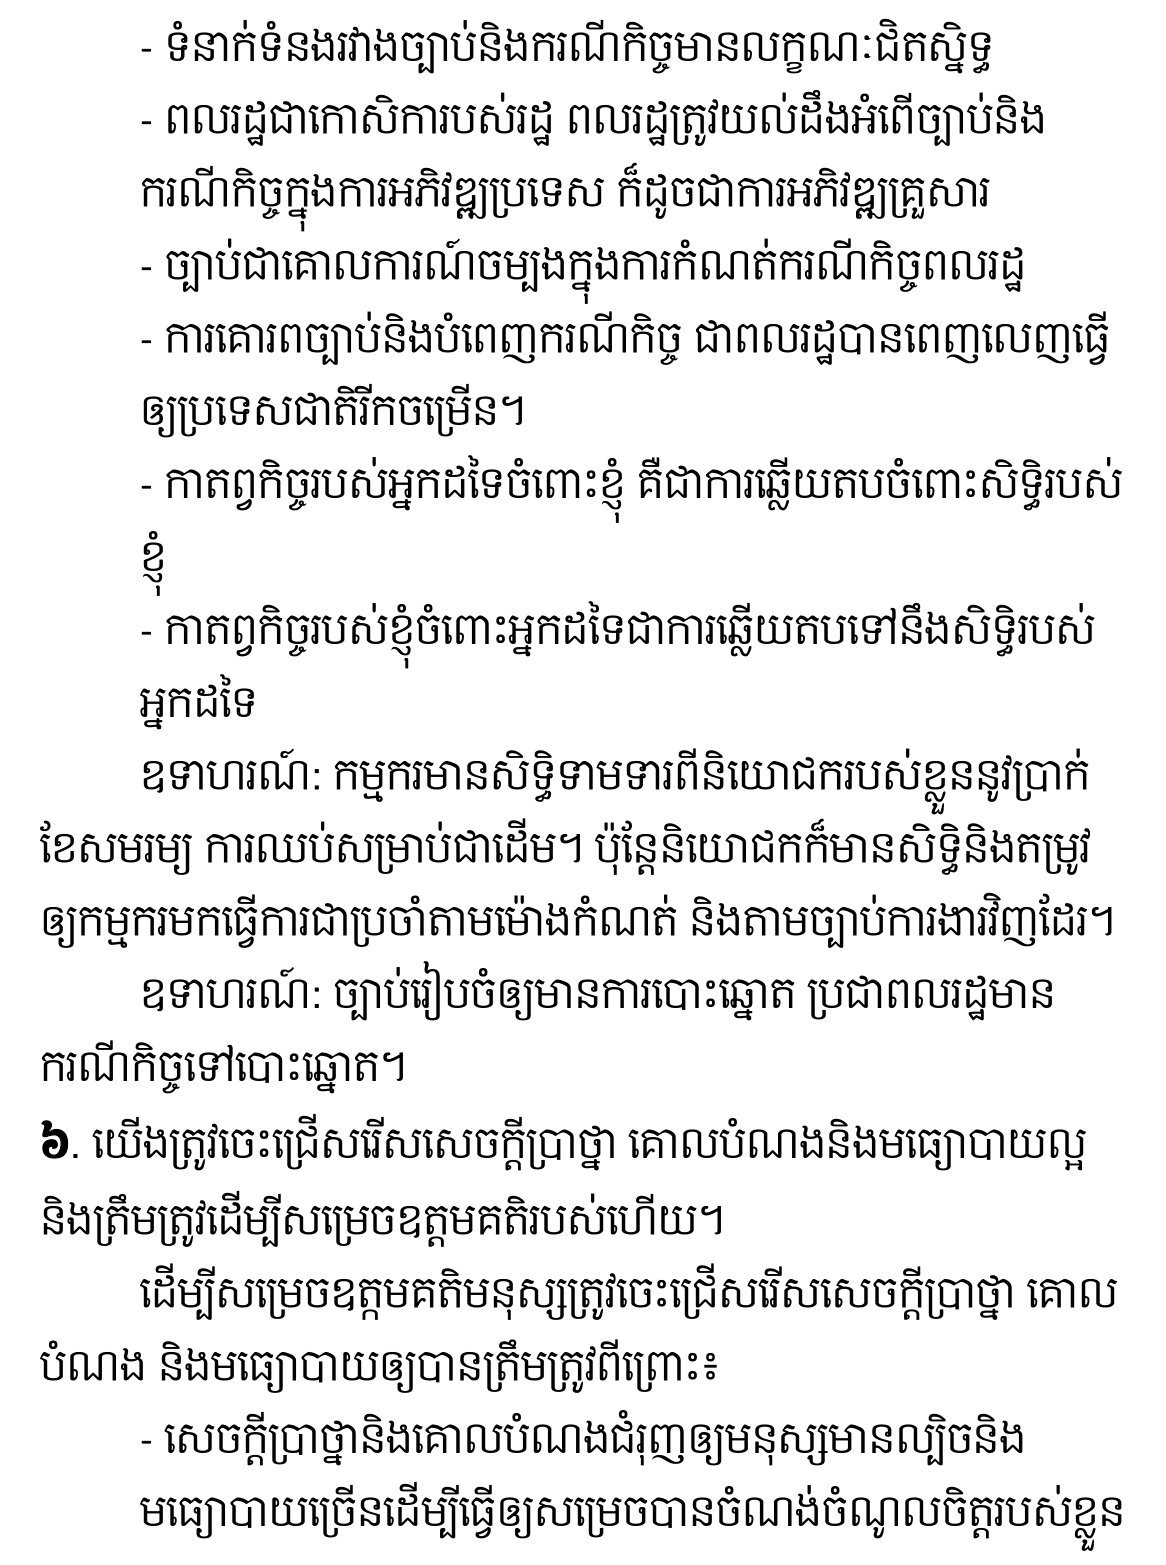 - ទំនាក់ទំនងរវាងច្បាប់និងករណីកិច្ចមានលក្ខណៈជិតស្និទ្ធ
- ពលរដ្ឋជាកោសិការបស់រដ្ឋ ពលរដ្ឋត្រូវយល់ដឹងអំពើច្បាប់និង
ករណីកិច្ចក្នុងការអភិវឌ្ឍប្រទេស ក៏ដូចជាការអភិវឌ្ឍគ្រួសារ
- ច្បាប់ជាគោលការណ៍ចម្បងក្នុងការកំណត់ករណីកិច្ចពលរដ្ឋ
- ការគោរពច្បាប់និងបំពេញករណីកិច្ច ជាពលរដ្ឋបានពេញលេញធ្វើ
ឲ្យប្រទេសជាតិរីកចម្រើន។
- កាតព្វកិច្ចរបស់អ្នកដទៃចំពោះខ្ញុំ គឺជាការឆ្លើយតបចំពោះសិទ្ធិរបស់
ខ្ញុំ
- កាតព្វកិច្ចរបស់ខ្ញុំចំពោះអ្នកដទៃជាការឆ្លើយតបទៅនឹងសិទ្ធិរបស់
អ្នកដទៃ
ឧទាហរណ៍: កម្មករមានសិទ្ធិទាមទារពីនិយោជករបស់ខ្លួននូវប្រាក់
ខែសមរម្យ ការឈប់សម្រាប់ជាដើម។ ប៉ុន្តែនិយោជកក៏មានសិទ្ធិនិងតម្រូវ
ឲ្យកម្មករមកធ្វើការជាប្រចាំតាមម៉ោងកំណត់ និងតាមច្បាប់ការងារវិញដែរ។
ឧទាហរណ៍: ច្បាប់រៀបចំឲ្យមានការបោះឆ្នោត ប្រជាពលរដ្ឋមាន
ករណីកិច្ចទៅបោះឆ្នោត។
៦. យើងត្រូវចេះជ្រើសរើសសេចក្ដីប្រាថ្នា គោលបំណងនិងមធ្យោបាយល្អ
និងត្រឹមត្រូវដើម្បីសម្រេចឧត្តមគតិរបស់ហើយ។
ដើម្បីសម្រេចឧត្កមគតិមនុស្សត្រូវចេះជ្រើសរើសសេចក្ដីប្រាថ្នា គោល
បំណង និងមធ្យោបាយឲ្យបានត្រឹមត្រូវពីព្រោះ៖
- សេចក្ដីប្រាថ្នានិងគោលបំណងជំរុញឲ្យមនុស្សមានល្បិចនិង
មធ្យោបាយច្រើនដើម្បីធ្វើឲ្យសម្រេចបានចំណង់ចំណូលចិត្តរបស់ខ្លួន